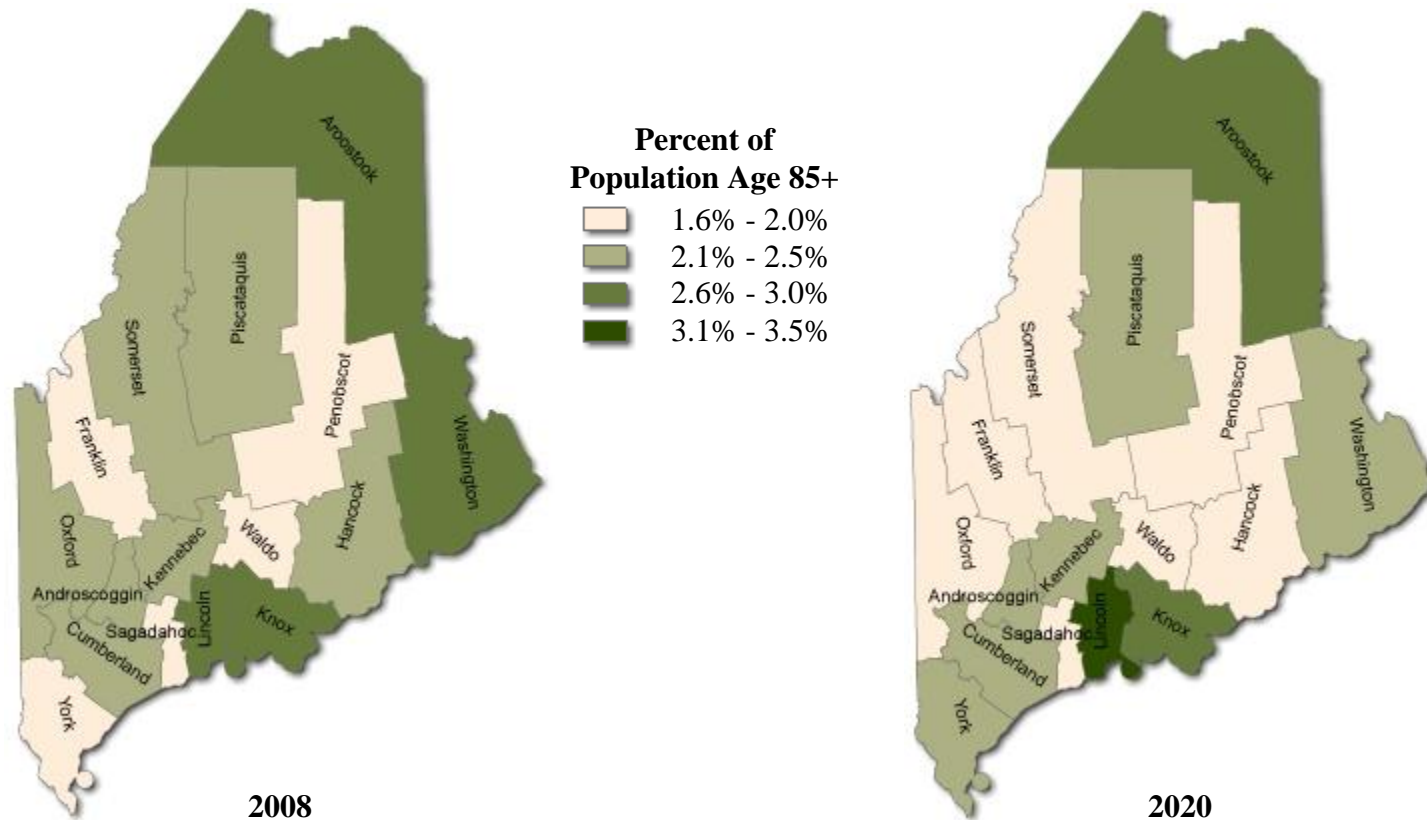 Aroostook
Piscataquis
Somerset
Penobscot
Franklin
Washington
Hancock
Oxford
Waldo
Kennebec
Androscoggin
Lincoln
Knox
Sagadahoc
Cumberland
York
2008
Percent of
Population Age 85+
1.6% - 2.0%
2.1% - 2.5%
2.6% - 3.0%
3.1% - 3.5%
Aroostook
Piscataquis
Somerset
Penobscot
Franklin
Washington
Hancock
Oxford
Waldo
Kennebec
Androscoggin
Lincoln
Knox
Sagadahoc
Cumberland
York
2020